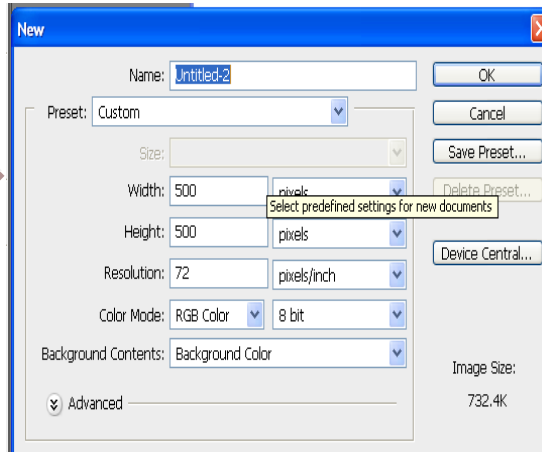 New
Name: Untitled-2
OK
Preset: Custom
Cancel
Size:
Save Preset...
Width: 500 pixels
Delete Preset...
Select predefined settings for new documents
Height: 500 pixels
Device Central...
Resolution: 72 pixels/inch
Color Mode: RGB Color 8 bit
Background Contents: Background Color
Image Size:
732.4K
Advanced